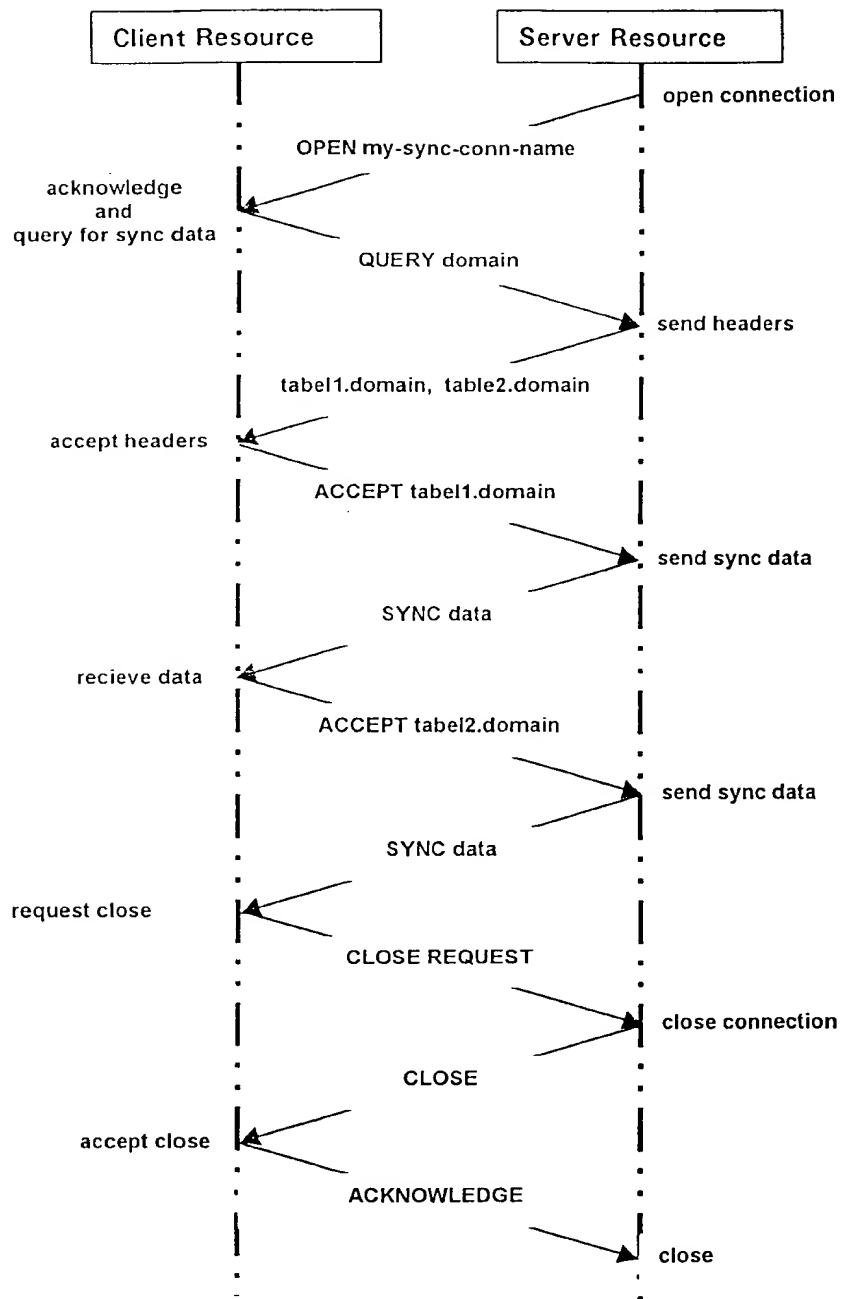 Client Resource
Server Resource
open connection
OPEN my-sync-conn-name
acknowledge
and
query for sync data
QUERY domain
send headers
tabel1.domain, table2.domain
accept headers
ACCEPT tabel1.domain
send sync data
SYNC data
recieve data
ACCEPT tabel2.domain
send sync data
SYNC data
request close
CLOSE REQUEST
close connection
CLOSE
accept close
ACKNOWLEDGE
close